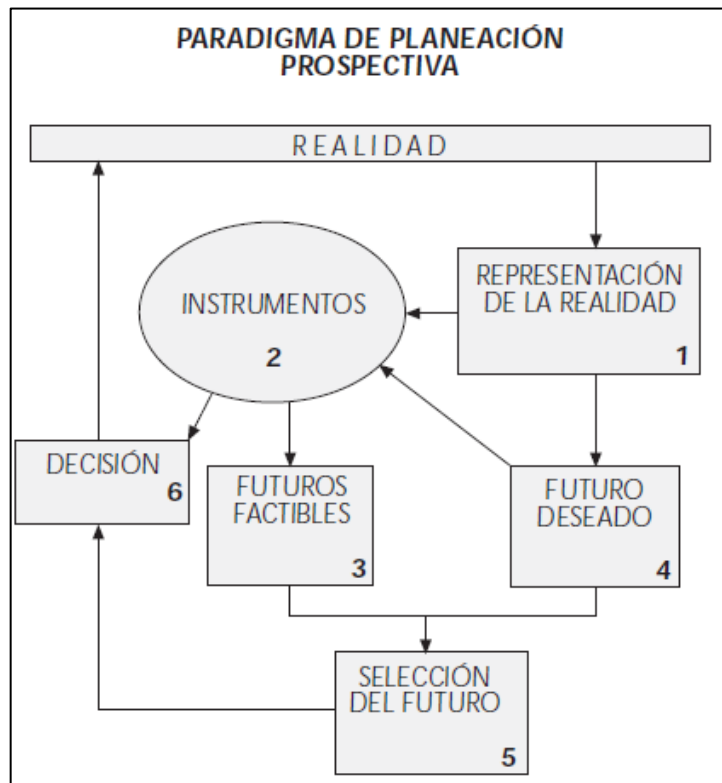 PARADIGMA DE PLANEACIÓN
PROSPECTIVA
REALIDAD
REPRESENTACIÓN
DE LA REALIDAD
1
INSTRUMENTOS
2
DECISIÓN
6
FUTUROS
FACTIBLES
3
FUTURO
DESEADO
4
SELECCIÓN
DEL FUTURO
5